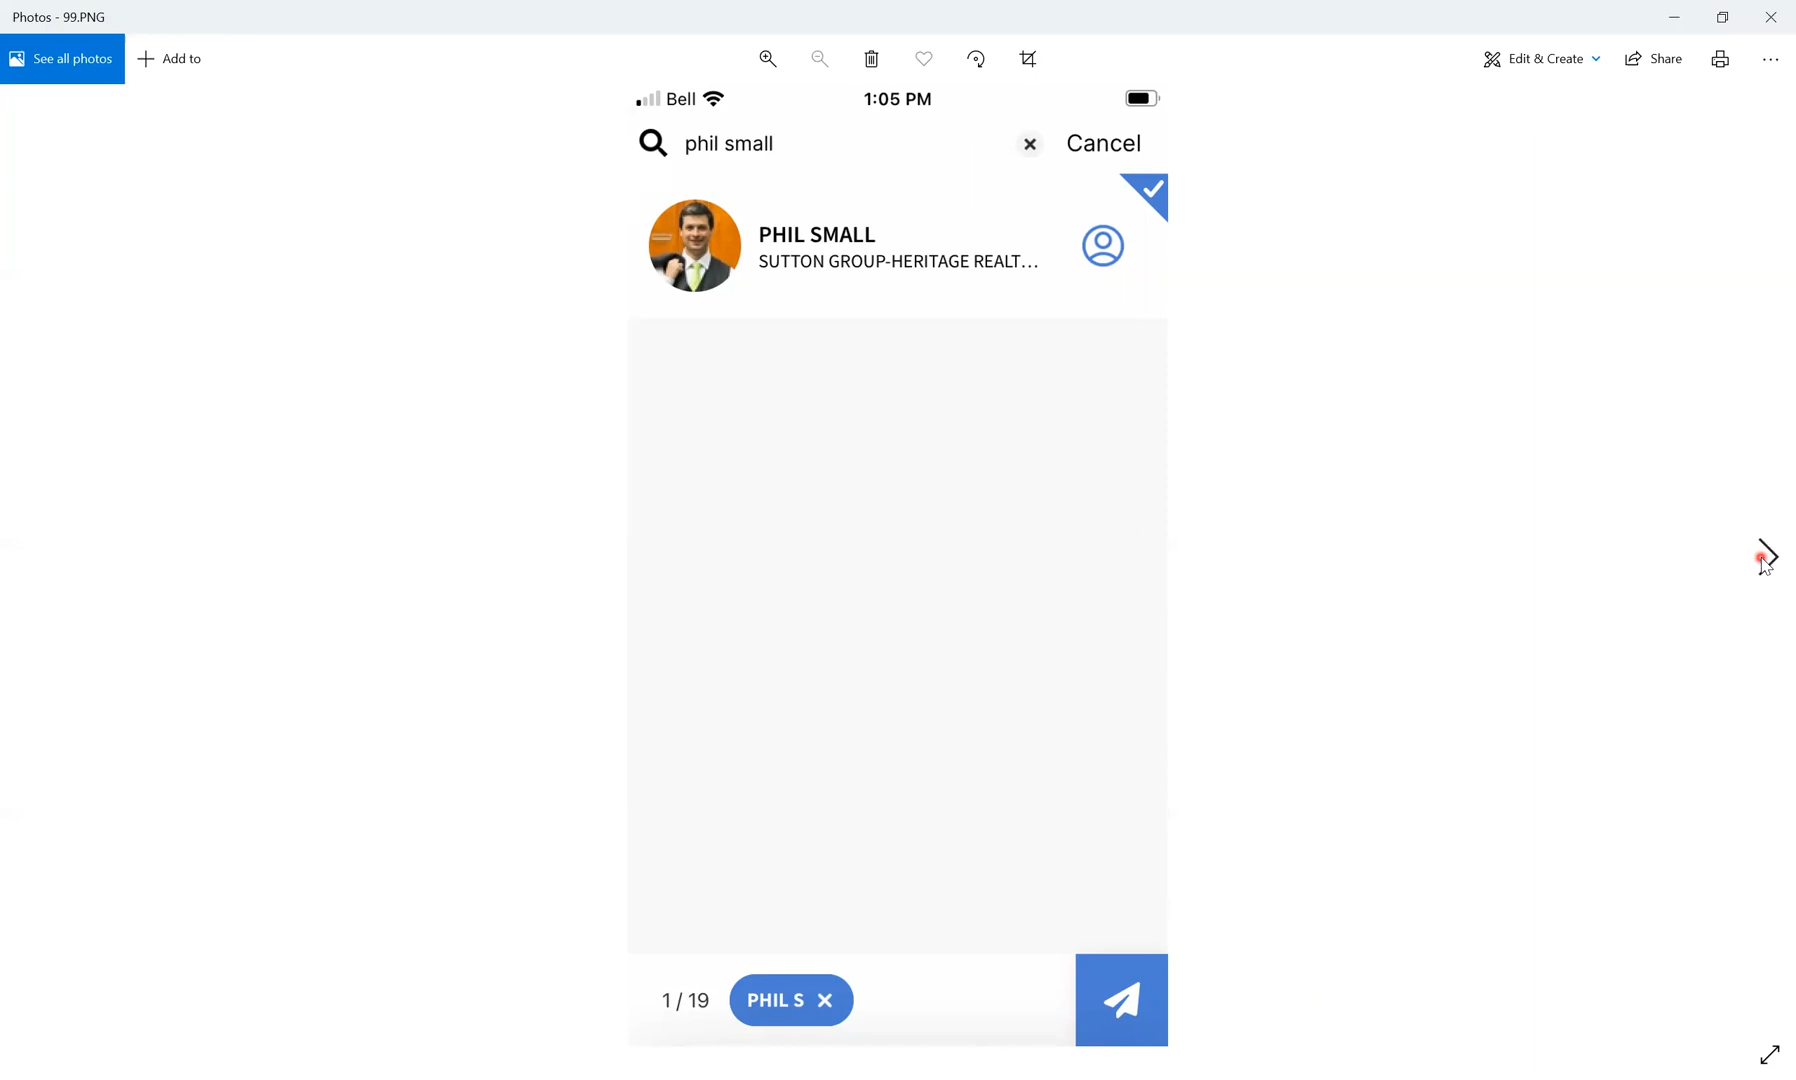 Photos - 99.PNG
See all photos
Add to
Edit & Create
Share
Bell
1:05 PM
phil small
Cancel
PHIL SMALL
SUTTON GROUP-HERITAGE REALT...
1 / 19
PHIL S